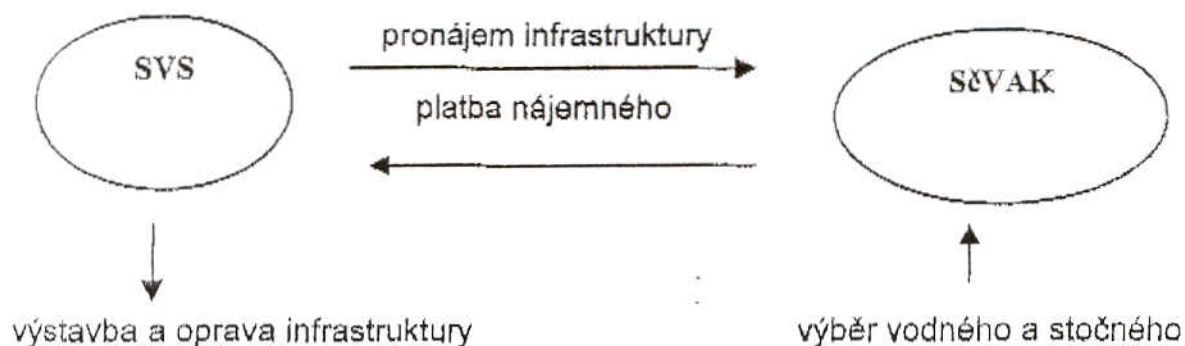 SVS
pronájem infrastruktury
SčVAK
platba nájemného
výstavba a oprava infrastruktury
výběr vodného a stočného